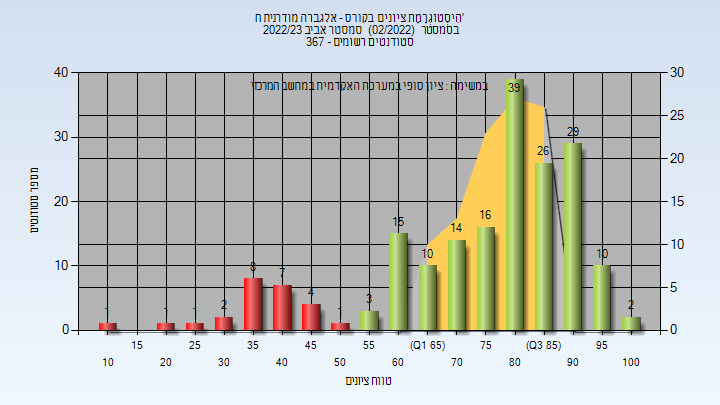 היסטוגרמת ציונים בקורס - אלגברה מודרנית ח'
בסמסטר (02/2022) סמסטר אביב 2022/23
סטודנטים רשומים - 367
במשימה : ציון סופי במערכת האקדמית במחשב המרכזי
מספר סטודנטים
40 30 20 10 0
30 25 20 15 10 5 0
1 1 1 2 8 7 4 1 3 15 10 14 16 39 26 29 10 2
15 25 35 45 55 (Q1 65) 75 (Q3 85) 95
10 20 30 40 50 60 70 80 90 100
טווח ציונים